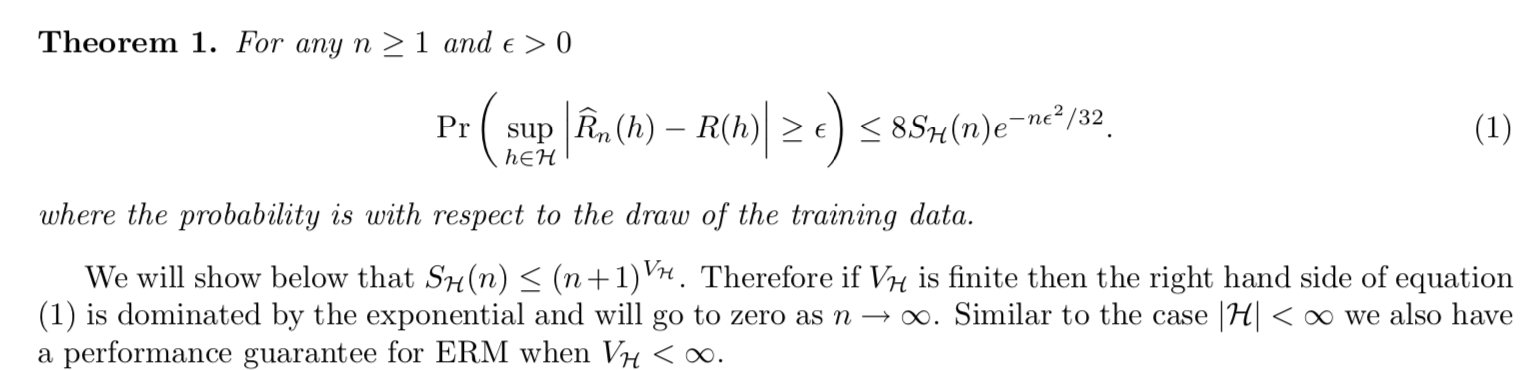 Theorem 1. For any n ≥ 1 and ϵ > 0
Pr ( sup_{h∈ℋ} | R̂_n(h) − R(h) | ≥ ϵ ) ≤ 8S_ℋ(n)e^{−nϵ²/32}. (1)
where the probability is with respect to the draw of the training data.
We will show below that S_ℋ(n) ≤ (n+1)^{V_ℋ}. Therefore if V_ℋ is finite then the right hand side of equation
(1) is dominated by the exponential and will go to zero as n → ∞. Similar to the case |ℋ| < ∞ we also have
a performance guarantee for ERM when V_ℋ < ∞.